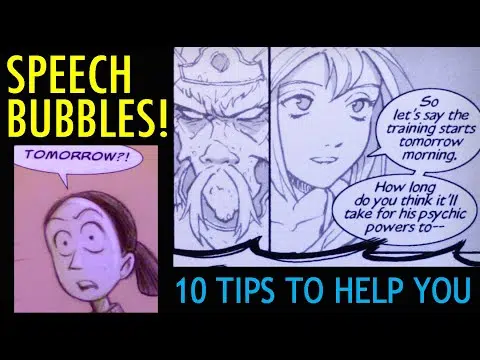 SPEECH
BUBBLES!
TOMORROW?!
So
let's say the
training starts
tomorrow
morning.
How long
do you think it'll
take for his psychic
powers to--
10 TIPS TO HELP YOU